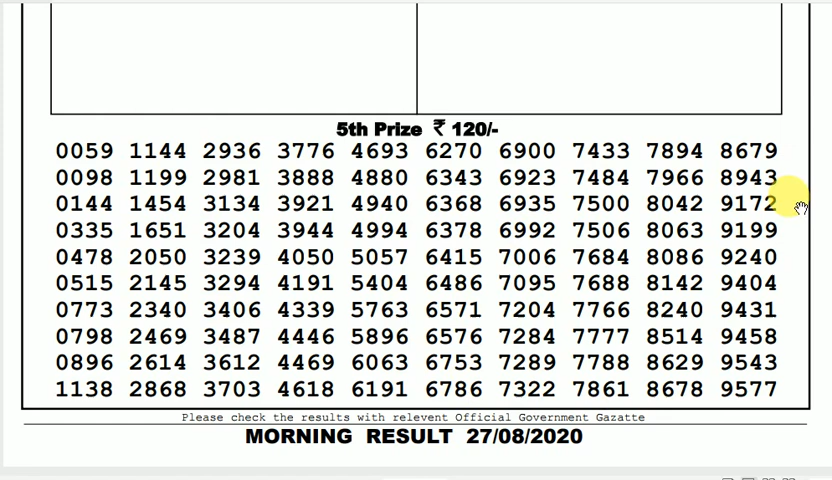 5th Prize ₹ 120/-
0059 1144 2936 3776 4693 6270 6900 7433 7894 8679
0098 1199 2981 3888 4880 6343 6923 7484 7966 8943
0144 1454 3134 3921 4940 6368 6935 7500 8042 9172
0335 1651 3204 3944 4994 6378 6992 7506 8063 9199
0478 2050 3239 4050 5057 6415 7006 7684 8086 9240
0515 2145 3294 4191 5404 6486 7095 7688 8142 9404
0773 2340 3406 4339 5763 6571 7204 7766 8240 9431
0798 2469 3487 4446 5896 6576 7284 7777 8514 9458
0896 2614 3612 4469 6063 6753 7289 7788 8629 9543
1138 2868 3703 4618 6191 6786 7322 7861 8678 9577
Please check the results with relevent Official Government Gazatte
MORNING RESULT 27/08/2020